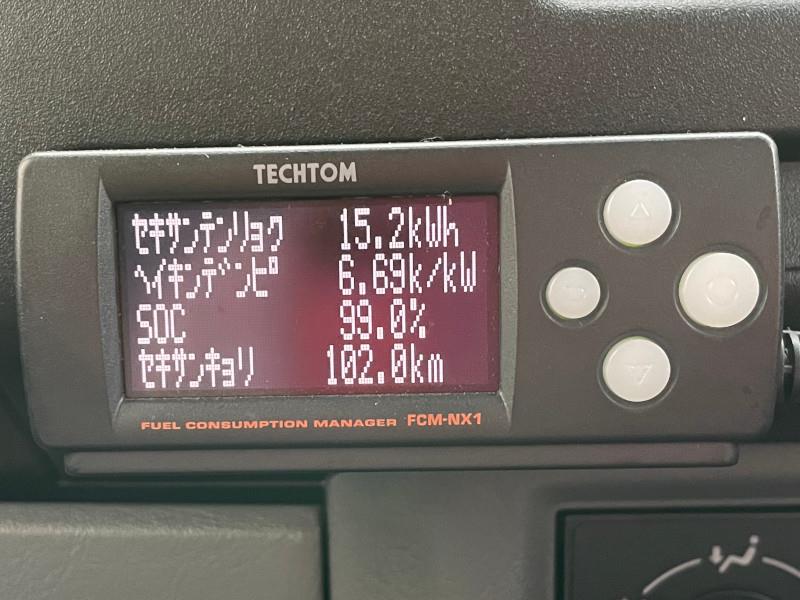 TECHTOM
セキサンデンリョク 15.2kWh
ヘイキンデンピ 6.69k/kW
SOC 99.0%
セキサンキョリ 102.0km
FUEL CONSUMPTION MANAGER FCM-NX1